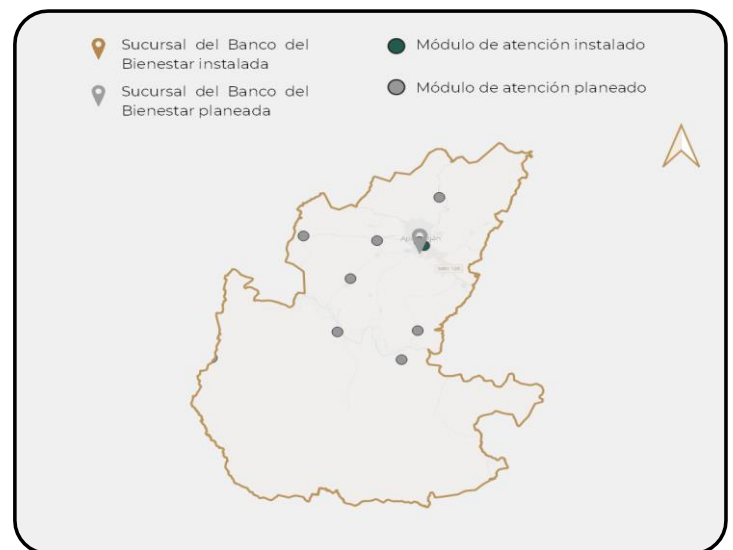 Sucursal del Banco del
Bienestar instalada
Sucursal del Banco del
Bienestar planeada
Módulo de atención instalado
Módulo de atención planeado